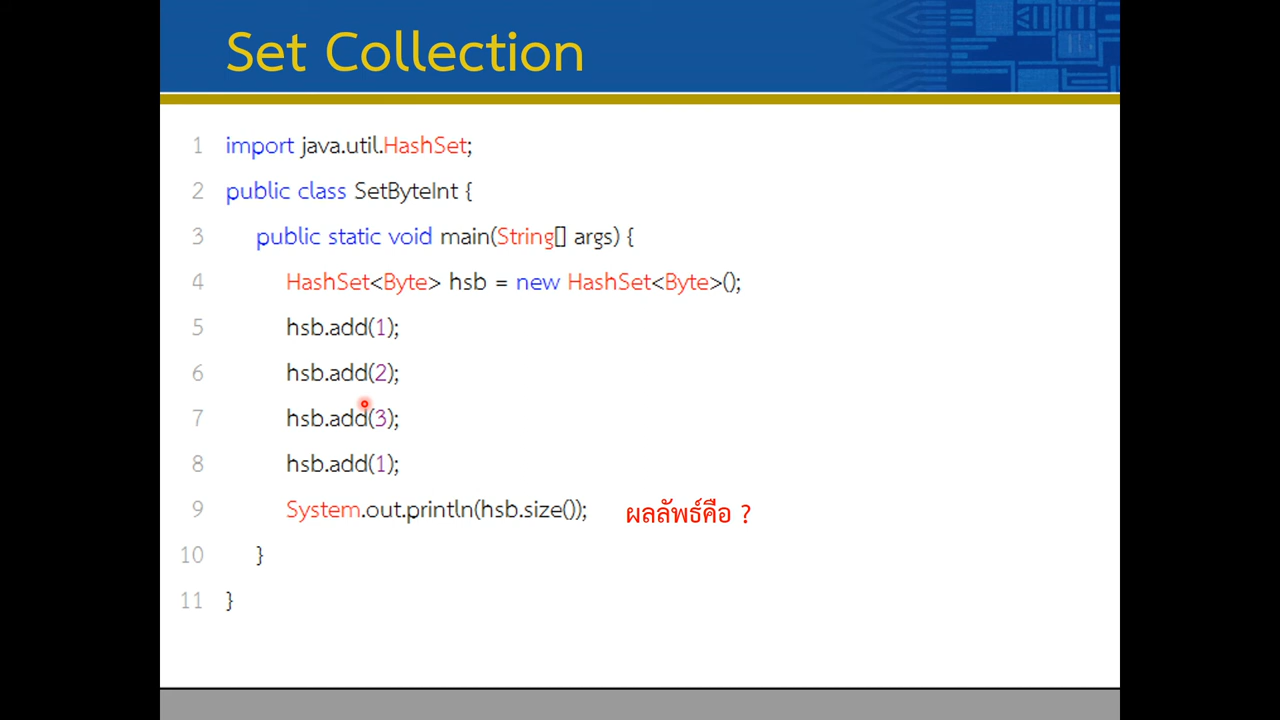 Set Collection
1 import java.util.HashSet;
2 public class SetByteInt {
3 public static void main(String[] args) {
4 HashSet<Byte> hsb = new HashSet<Byte>();
5 hsb.add(1);
6 hsb.add(2);
7 hsb.add(3);
8 hsb.add(1);
9 System.out.println(hsb.size()); ผลลัพธ์คือ ?
10 }
11 }